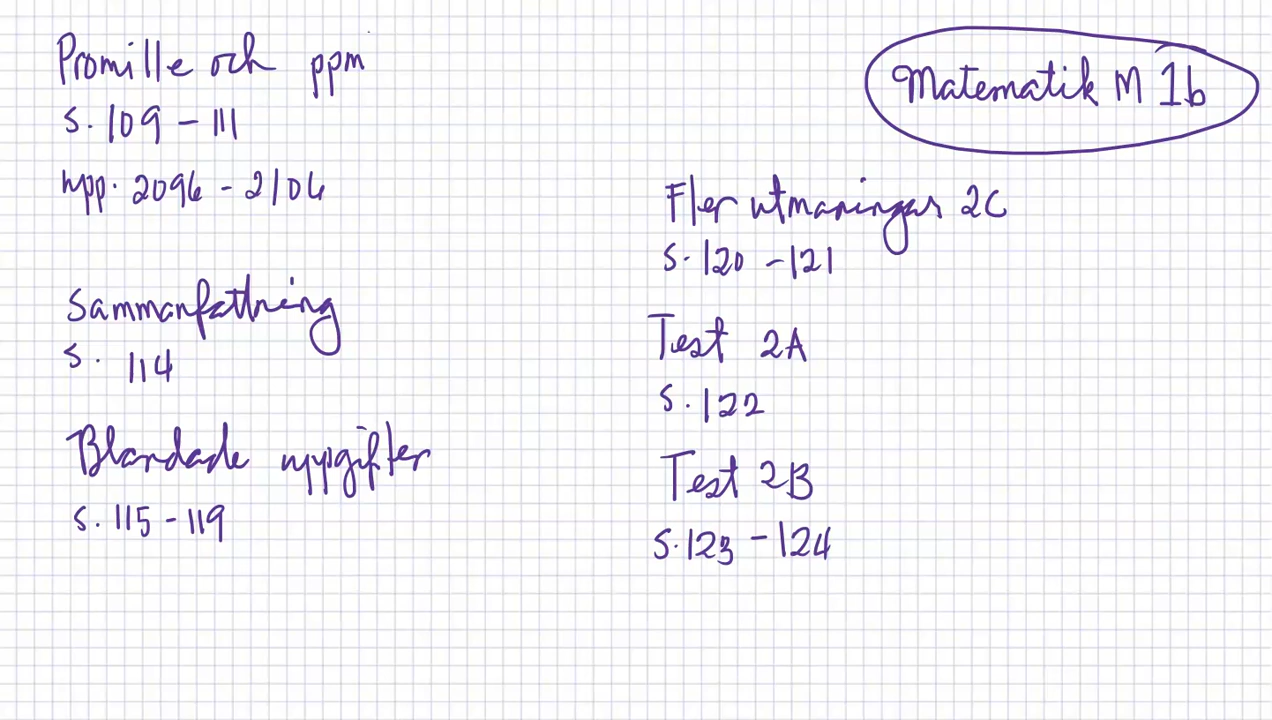 Promille och ppm
s. 109 - 111
upp. 2096 - 2104
Sammanfattning
s. 114
Blandade uppgifter
s. 115 - 119
Matematik M 1b
Fler utmaningar 2C
s. 120 - 121
Test 2A
s. 122
Test 2B
s. 123 - 124